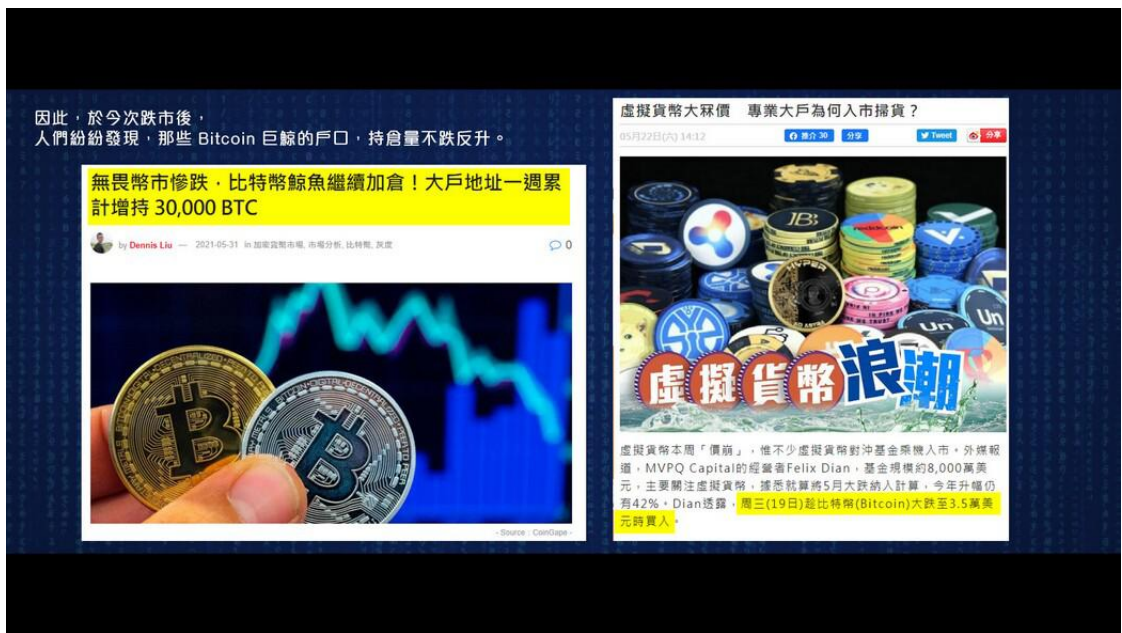 因此，於今次跌市後，
人們紛紛發現，那些 Bitcoin 巨鯨的戶口，持倉量不跌反升。
無畏幣市慘跌，比特幣鯨魚繼續加倉！大戶地址一週累
計增持 30,000 BTC
by Dennis Liu — 2021-05-31 in 加密貨幣市場, 市場分析, 比特幣, 灰度
0
- Source：CoinGape -
虛擬貨幣大冧價　專業大戶為何入市掃貨？
05月22日(六) 14:12
推介 30
分享
Tweet
分享
reddcoin
Un
Un
虛擬貨幣浪潮
虛擬貨幣本周「價崩」，惟不少虛擬貨幣對沖基金乘機入市。外媒報
道，MVPQ Capital的經營者Felix Dian，基金規模約8,000萬美
元，主要關注虛擬貨幣，據悉就算將5月大跌納入計算，今年升幅仍
有42%。Dian透露，周三(19日)趁比特幣(Bitcoin)大跌至3.5萬美
元時買入。